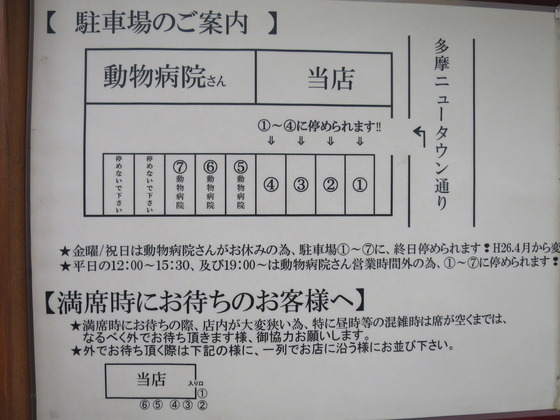 【 駐車場のご案内 】
動物病院さん
当店
多摩ニュータウン通り
①～④に停められます!!
⇩ ⇩ ⇩ ⇩
停めないで下さい
停めないで下さい
⑦動物病院
⑥動物病院
⑤動物病院
④ ③ ② ①
★金曜/祝日は動物病院さんがお休みの為、駐車場①～⑦に、終日停められます❢H26.4月から変
★平日の12:00～15:30、及び19:00～は動物病院さん営業時間外の為、①～⑦に停められます❢
【満席時にお待ちのお客様へ】
★満席時にお待ちの際、店内が大変狭い為、特に昼時等の混雑時は席が空くまでは、
なるべく外でお待ち頂きます様、御協力お願いします。
★外でお待ち頂く際は下記の様に、一列でお店に沿う様にお並び下さい。
当店
入り口
①
⑥ ⑤ ④ ③ ②